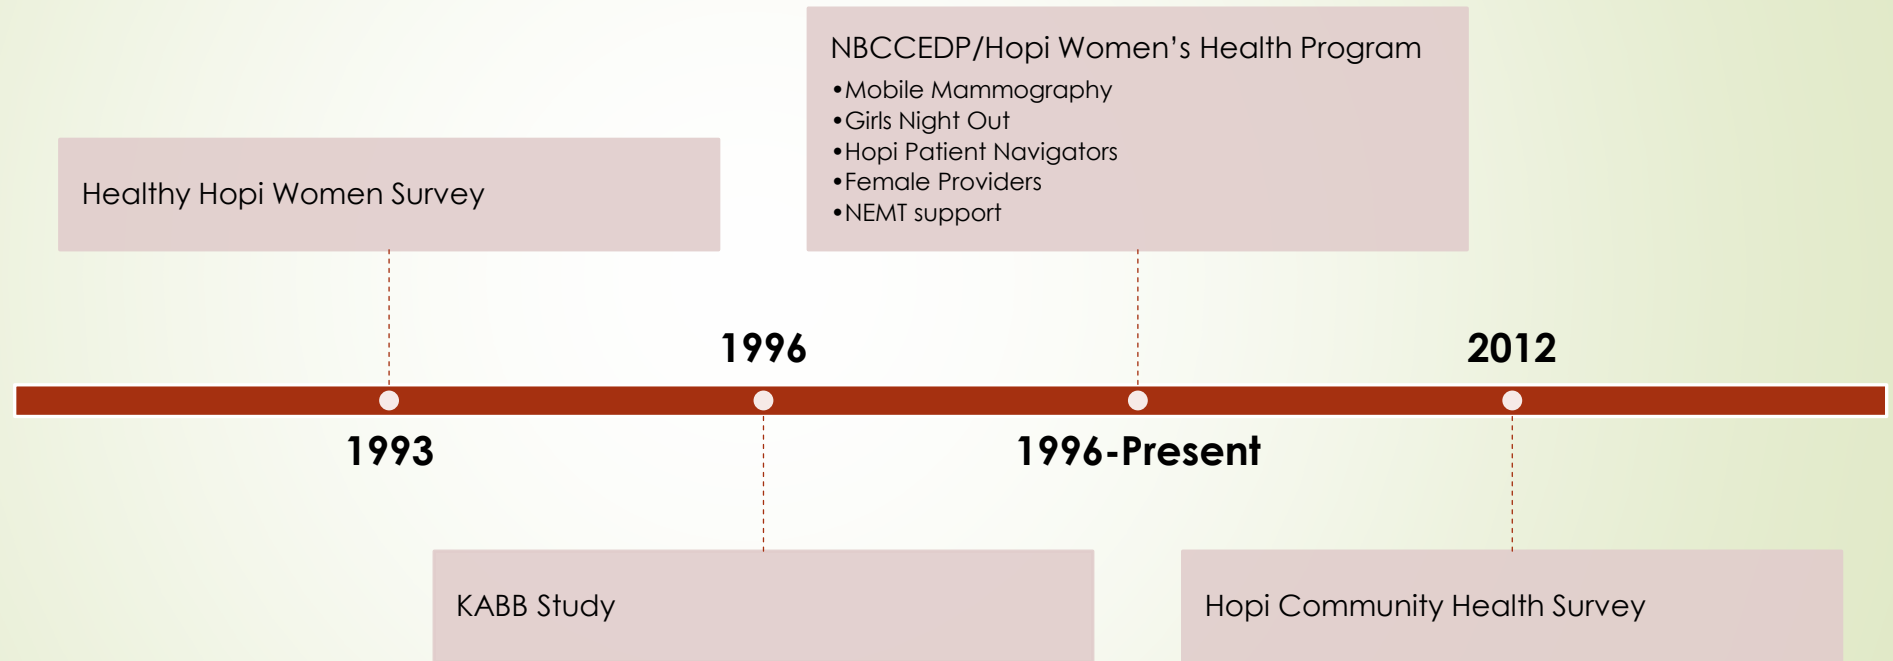 NBCCEDP/Hopi Women’s Health Program
•Mobile Mammography
•Girls Night Out
•Hopi Patient Navigators
•Female Providers
•NEMT support
Healthy Hopi Women Survey
1996
2012
1993
1996-Present
KABB Study
Hopi Community Health Survey